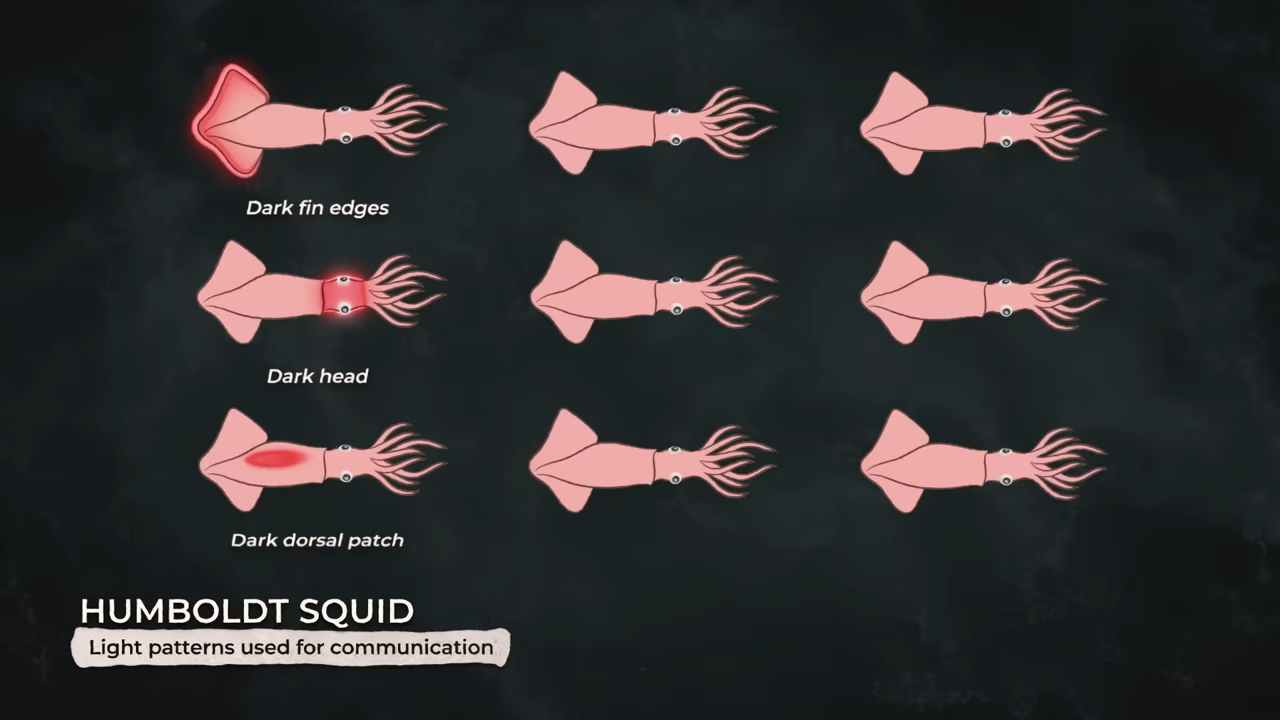 Dark fin edges
Dark head
Dark dorsal patch
HUMBOLDT SQUID
Light patterns used for communication